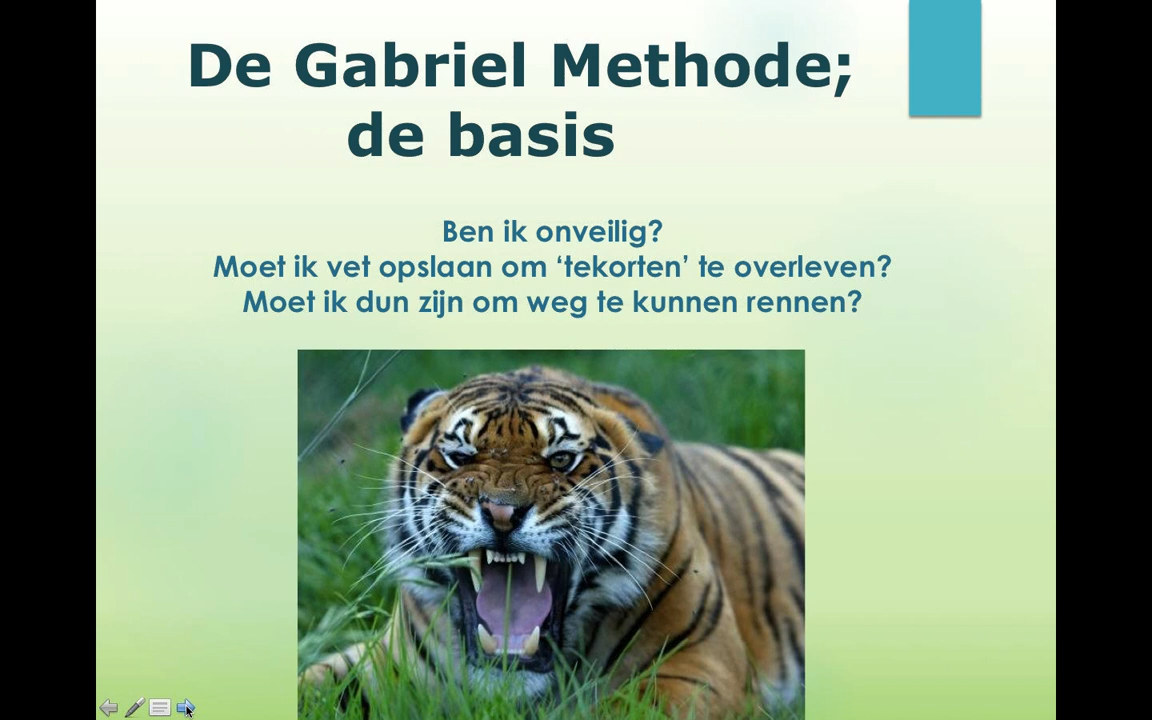 De Gabriel Methode;
de basis
Ben ik onveilig?
Moet ik vet opslaan om ‘tekorten’ te overleven?
Moet ik dun zijn om weg te kunnen rennen?